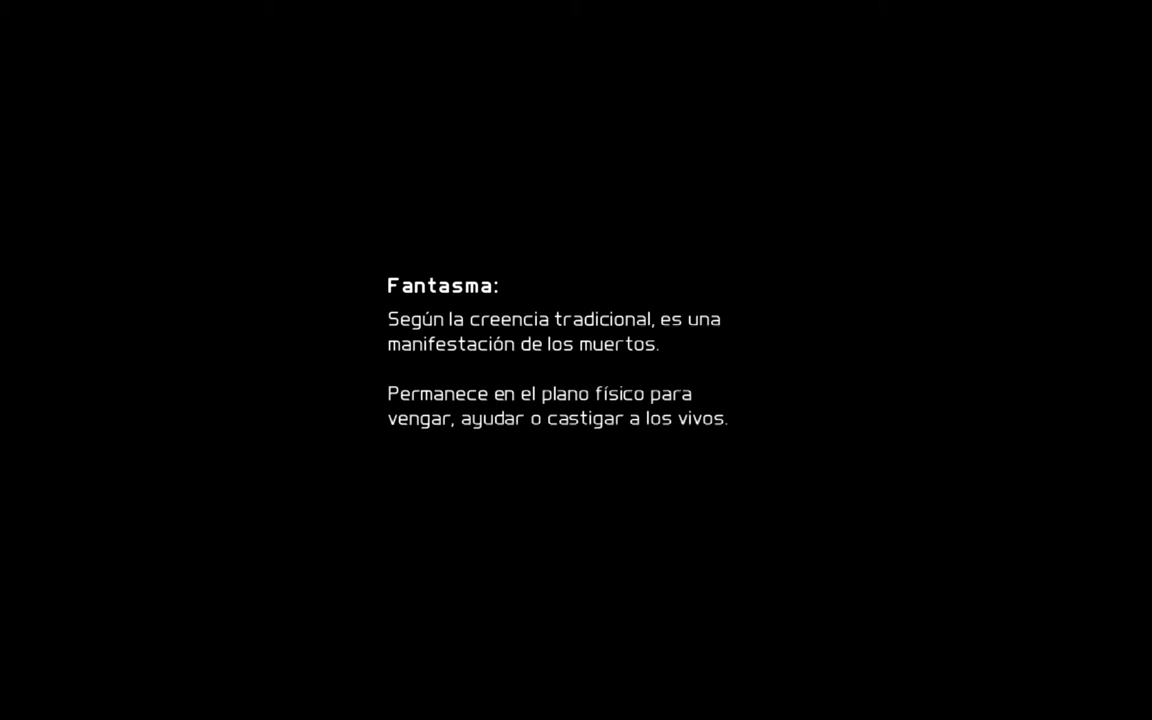 Fantasma:
Según la creencia tradicional, es una
manifestación de los muertos.
Permanece en el plano físico para
vengar, ayudar o castigar a los vivos.